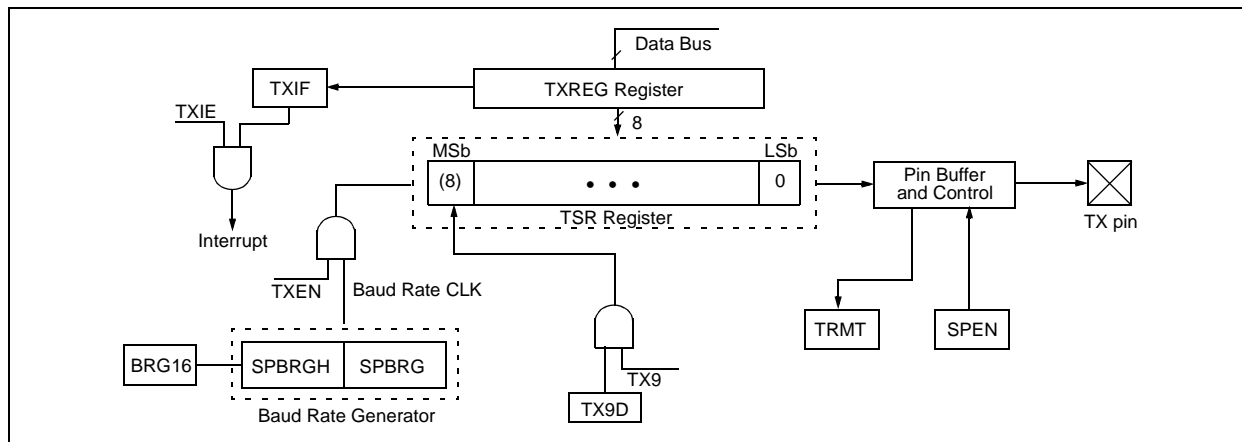 Data Bus
TXIF
TXREG Register
TXIE
8
MSb
LSb
(8)
• • •
0
Pin Buffer
and Control
TSR Register
TX pin
Interrupt
TXEN
Baud Rate CLK
TRMT
SPEN
BRG16
SPBRGH
SPBRG
TX9
Baud Rate Generator
TX9D